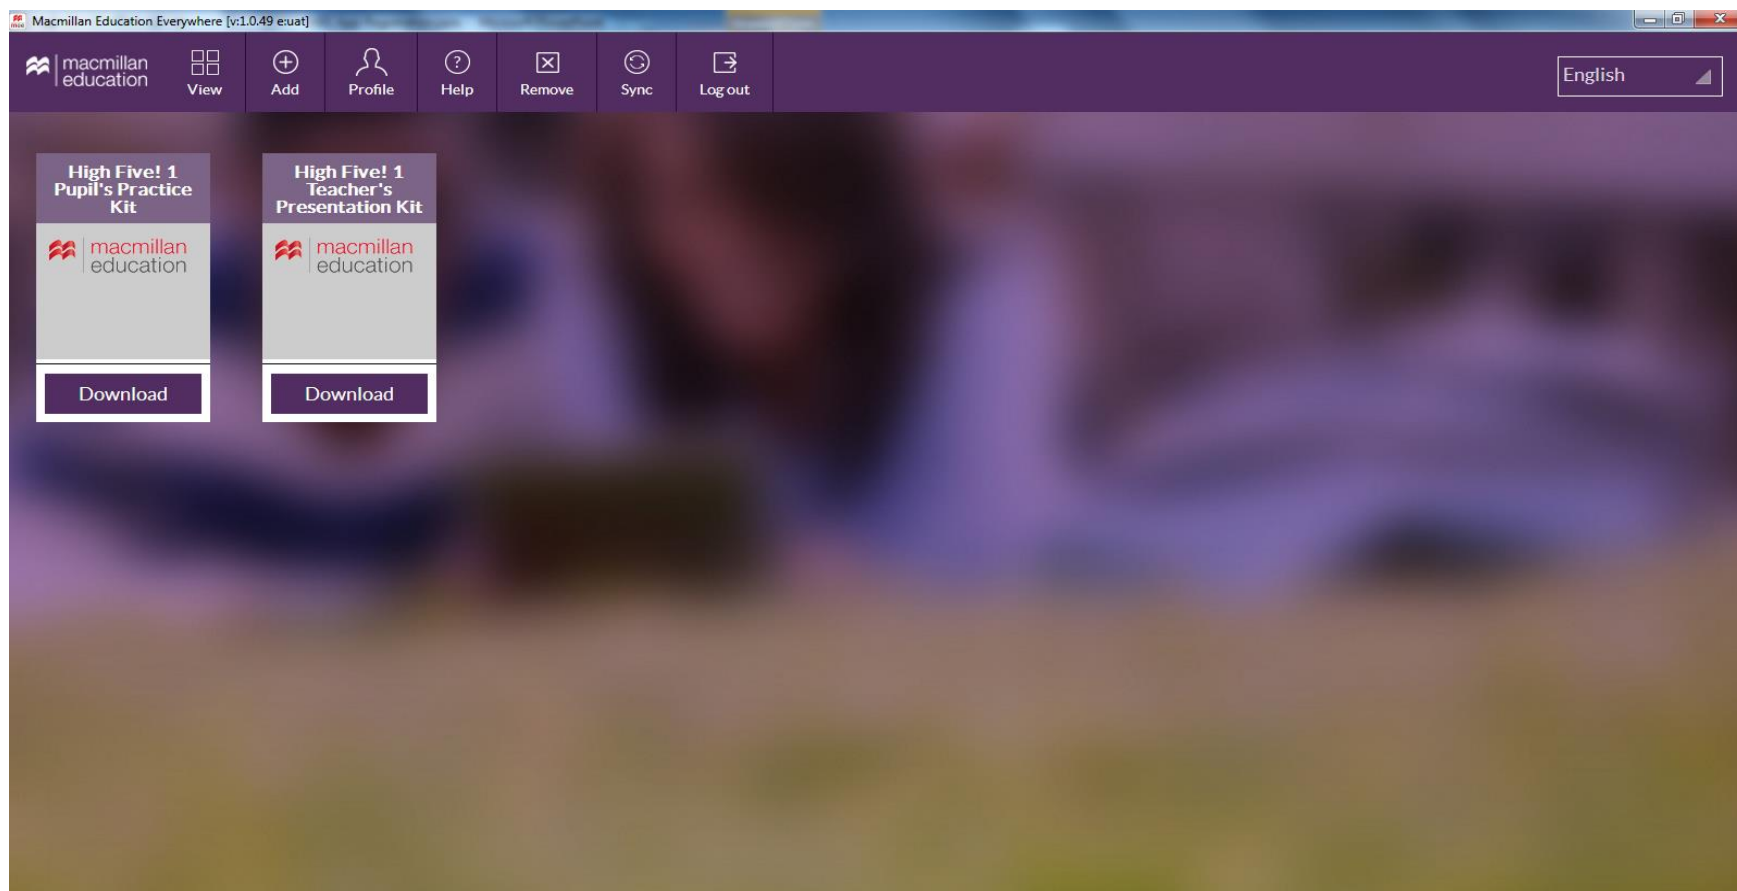 Macmillan Education Everywhere [v:1.0.49 e:uat]
macmillan
education
View
Add
Profile
Help
Remove
Sync
Log out
English
High Five! 1
Pupil's Practice
Kit
macmillan
education
Download
High Five! 1
Teacher's
Presentation Kit
macmillan
education
Download